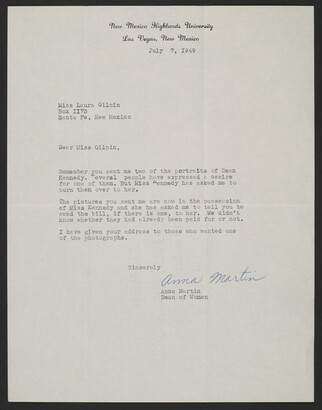 New Mexico Highlands University
Las Vegas, New Mexico
July 7, 1949
Miss Laura Gilpin
Box 1173
Santa Fe, New Mexico
Dear Miss Gilpin,
Remember you sent me two of the portraits of Dean
Kennedy. Several people have expressed a desire
for one of them. But Miss Kennedy has asked me to
turn them over to her.
The pictures you sent me are now in the possession
of Miss Kennedy and she has asked me to tell you to
send the bill, if there is one, to her. We didn't
know whether they had already been paid for or not.
I have given your address to those who wanted one
of the photographs.
Sincerely
Anna Martin
Anna Martin
Dean of Women